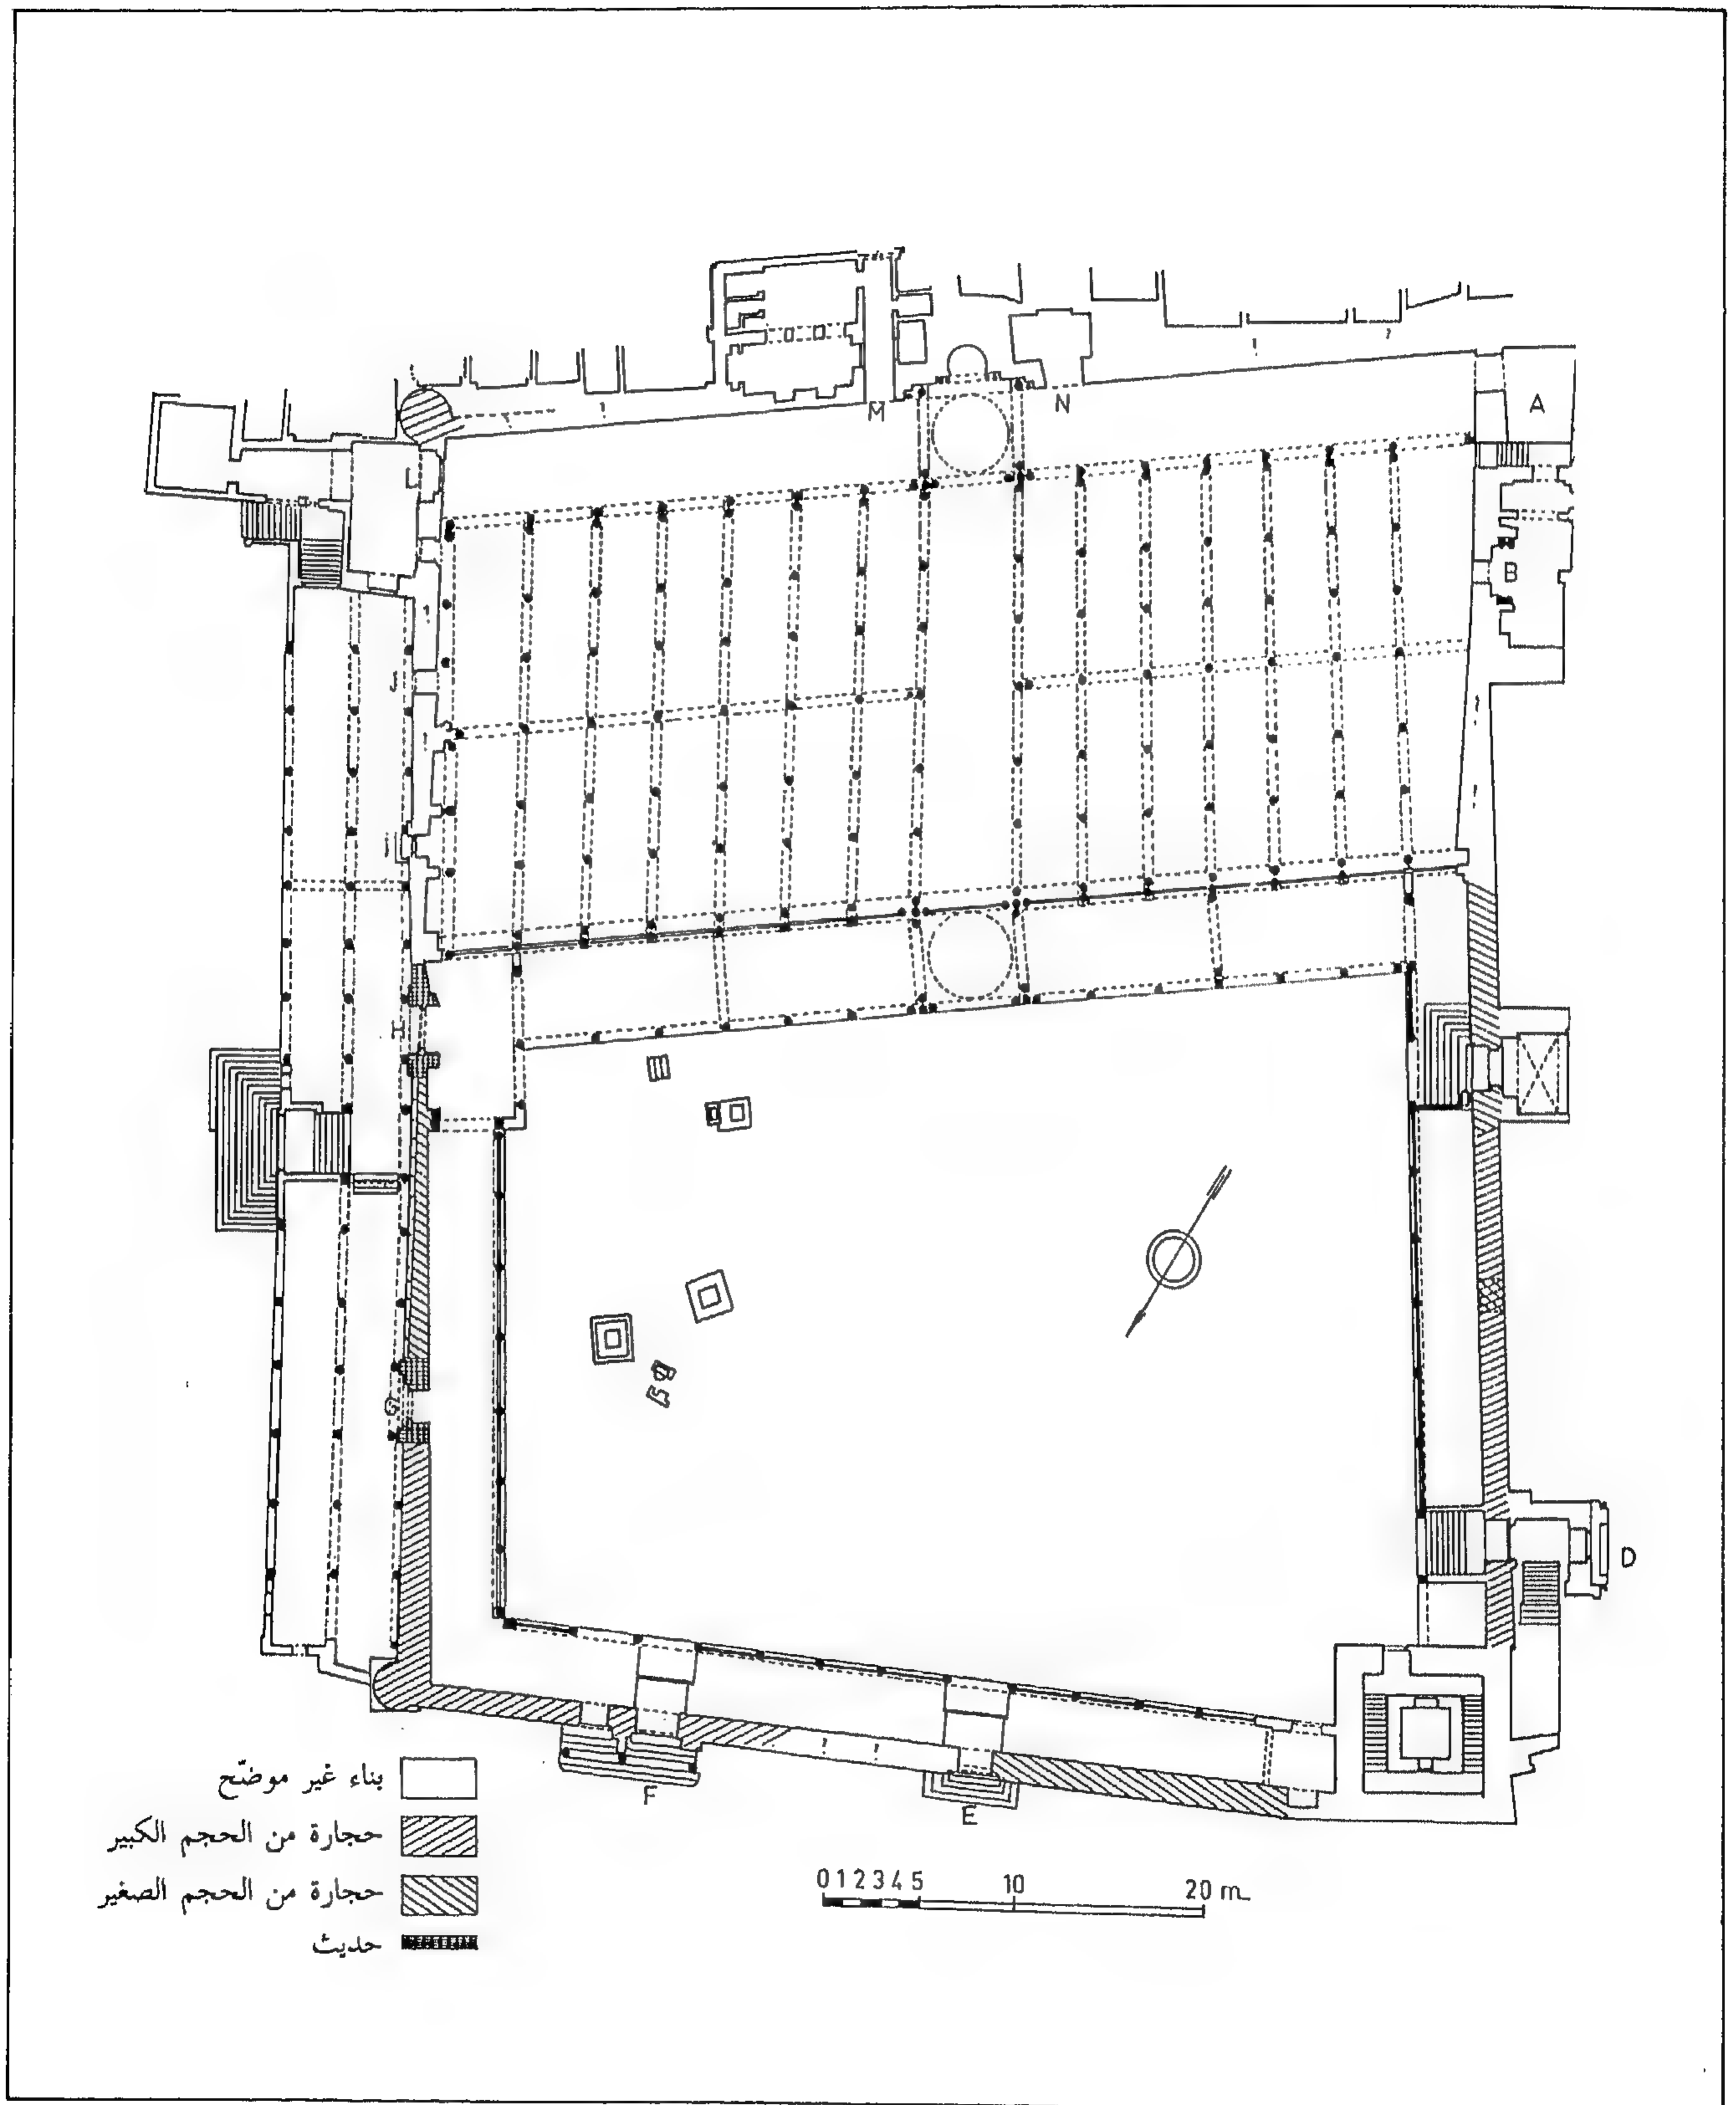 M
N
A
L
B
J
I
H
G
D
F
E
بناء غير موضّح
حجارة من الحجم الكبير
حجارة من الحجم الصغير
حديث
0 1 2 3 4 5 10 20 m